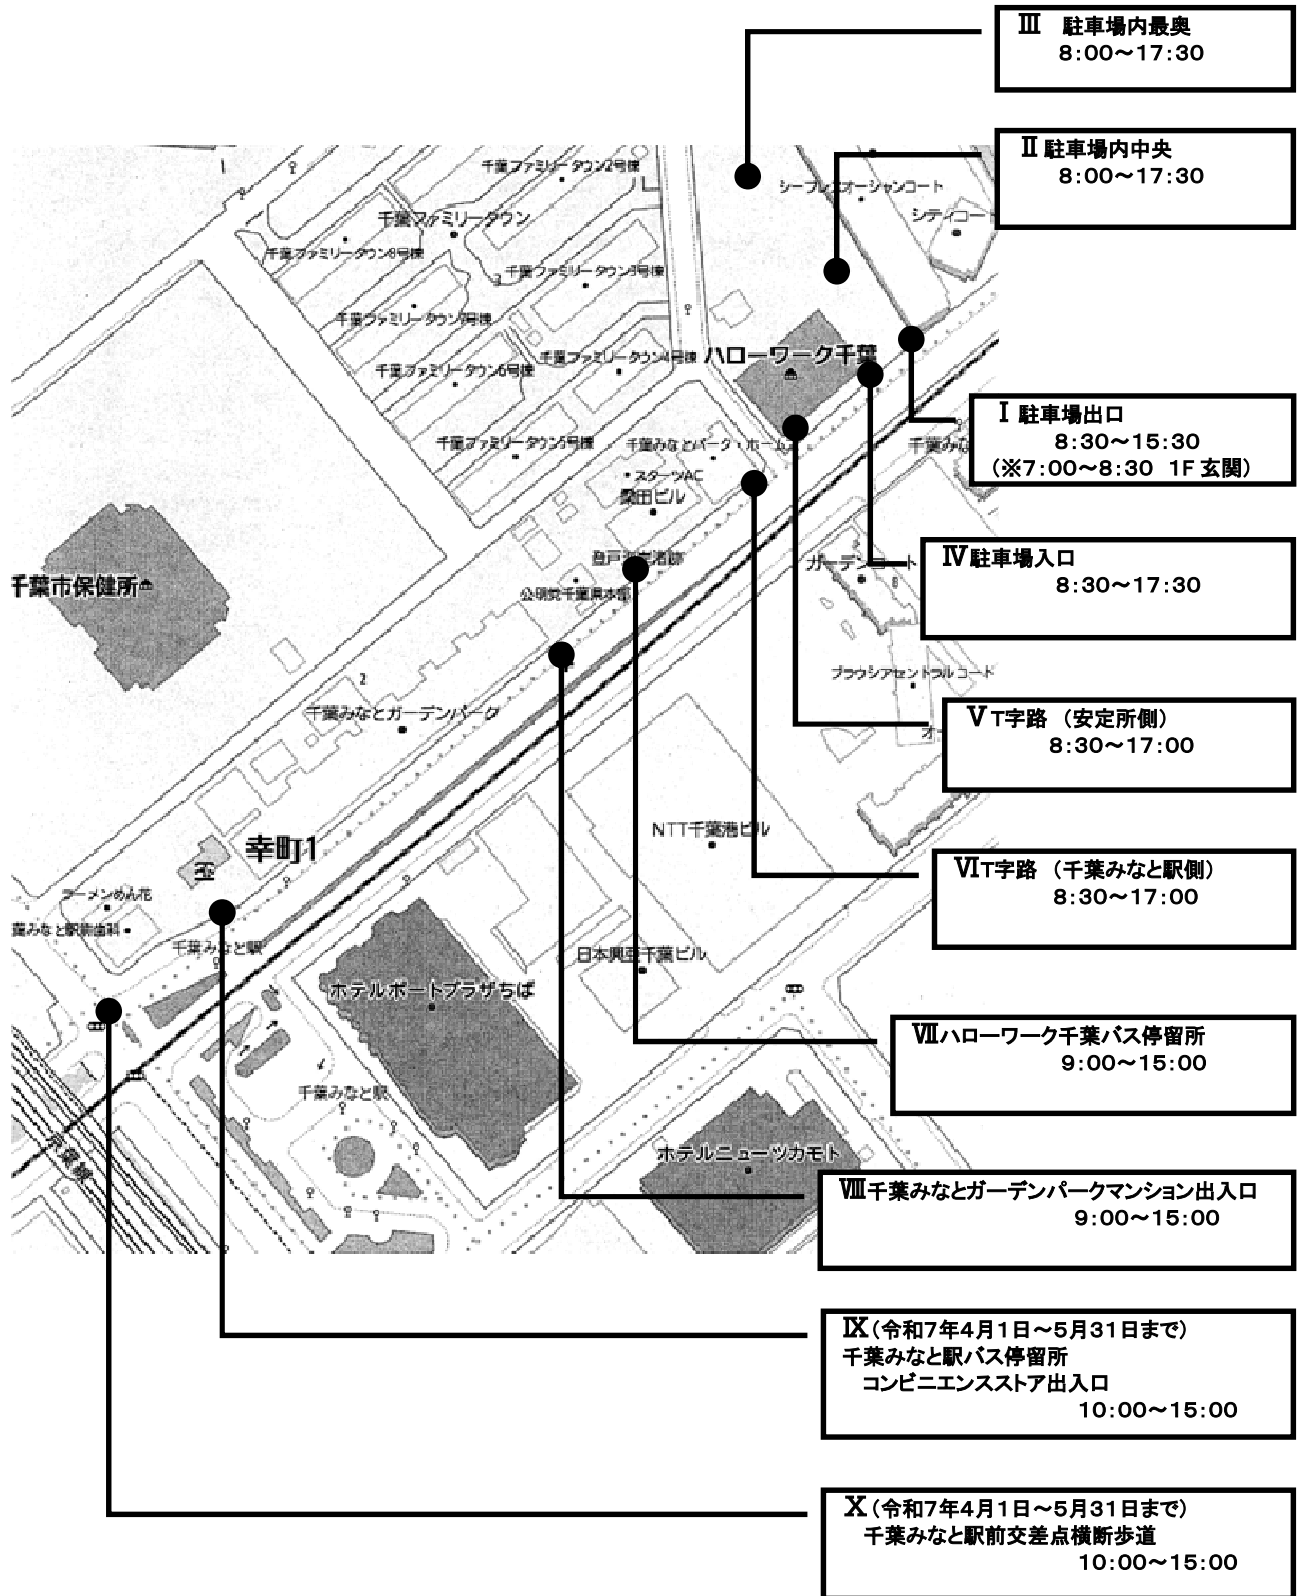 Ⅲ 駐車場内最奥
8:00～17:30
Ⅱ 駐車場内中央
8:00～17:30
千葉ファミリータウン2号棟
シティコー
千葉ファミリータウン
千葉ファミリータウン8号棟
千葉ファミリータウン3号棟
3
千葉ファミリータウン7号棟
千葉ファミリータウン4号棟
ハローワーク千葉
千葉ファミリータウン6号棟
Ⅰ 駐車場出口
8:30～15:30
(※7:00～8:30 1F 玄関)
千葉ファミリータウン5号棟
千葉みなとパーク・ホーム
千葉みな
スターツAC
桑田ビル
Ⅳ 駐車場入口
8:30～17:30
ガーデンコート
千葉市保健所
公明党千葉県本部
プラウシアセントラルコート
2
千葉みなとガーデンパーク
Ⅴ T字路 (安定所側)
8:30～17:00
オー
NTT千葉港ビル
幸町1
Ⅵ T字路 (千葉みなと駅側)
8:30～17:00
ラーメンめん花
葉みなと駅前歯科
千葉みなと駅
日本興亜千葉ビル
ホテルポートプラザちば
Ⅶ ハローワーク千葉バス停留所
9:00～15:00
千葉みなと駅
ホテルニューツカモト
Ⅷ 千葉みなとガーデンパークマンション出入口
9:00～15:00
Ⅸ (令和7年4月1日～5月31日まで)
千葉みなと駅バス停留所
コンビニエンスストア出入口
10:00～15:00
Ⅹ (令和7年4月1日～5月31日まで)
千葉みなと駅前交差点横断歩道
10:00～15:00